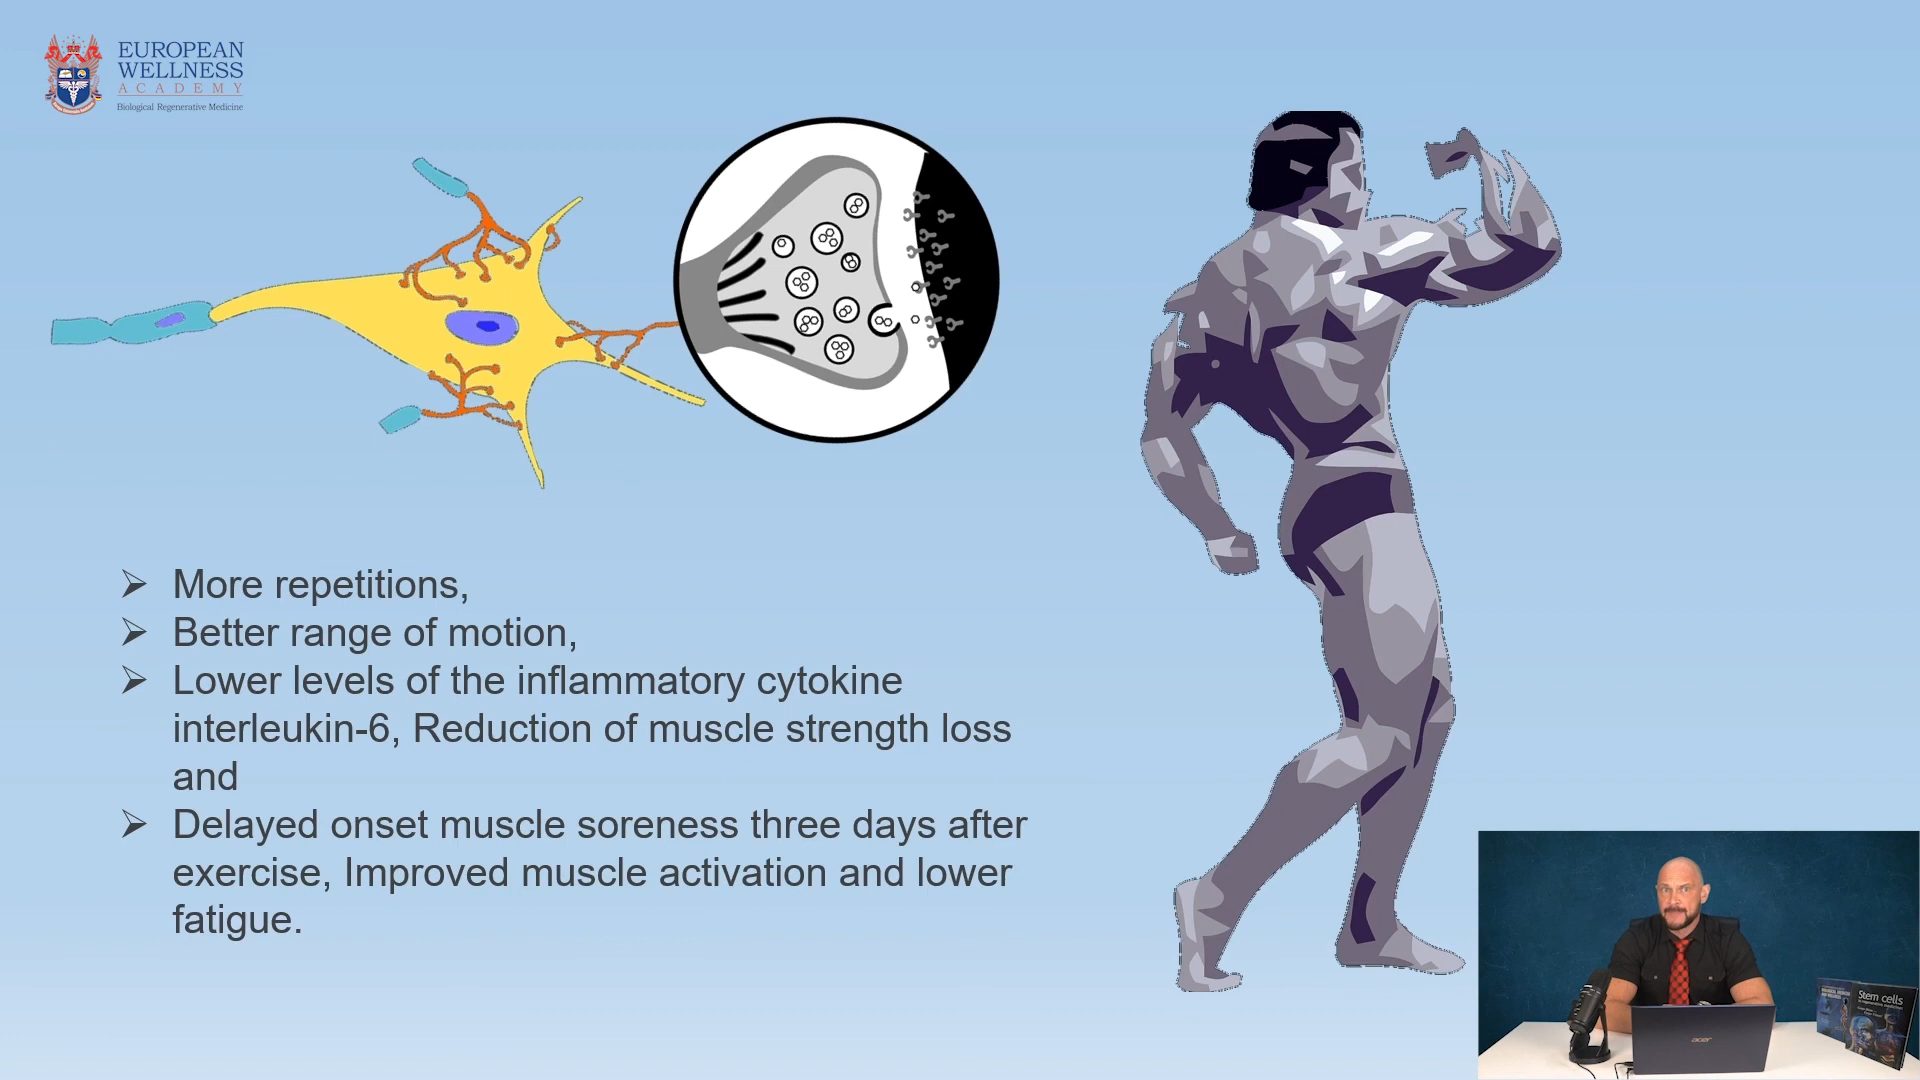 EUROPEAN
WELLNESS
ACADEMY
Biological Regenerative Medicine
➢ More repetitions,
➢ Better range of motion,
➢ Lower levels of the inflammatory cytokine
interleukin-6, Reduction of muscle strength loss
and
➢ Delayed onset muscle soreness three days after
exercise, Improved muscle activation and lower
fatigue.
acer
Stem cells